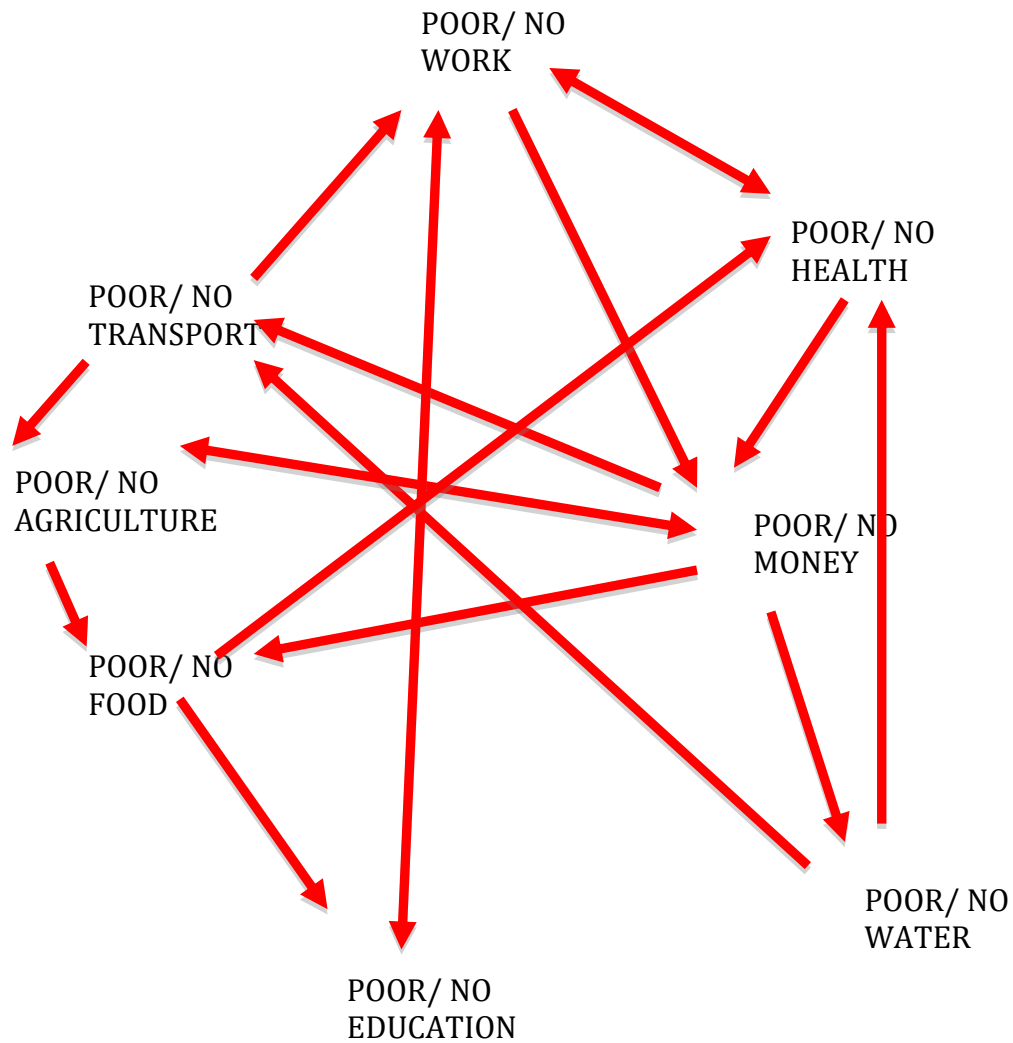 POOR/ NO
WORK
POOR/ NO
HEALTH
POOR/ NO
TRANSPORT
POOR/ NO
AGRICULTURE
POOR/ NO
MONEY
POOR/ NO
FOOD
POOR/ NO
WATER
POOR/ NO
EDUCATION